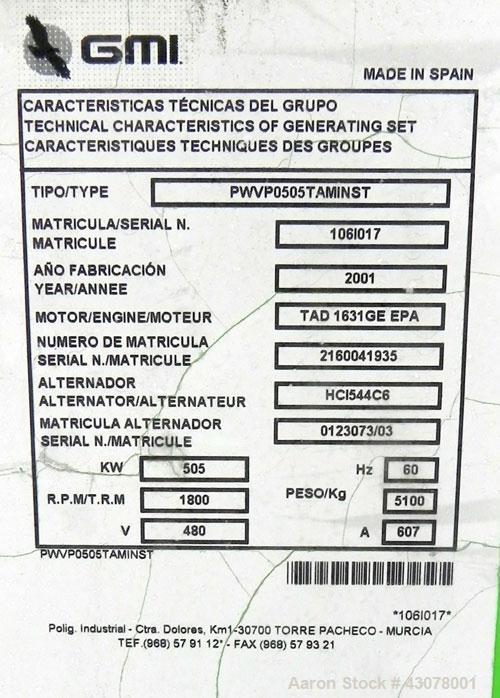 GMI
MADE IN SPAIN
CARACTERISTICAS TÉCNICAS DEL GRUPO
TECHNICAL CHARACTERISTICS OF GENERATING SET
CARACTERISTIQUES TECHNIQUES DES GROUPES
TIPO/TYPE PWVP0505TAMINST
MATRICULA/SERIAL N.
MATRICULE 106I017
AÑO FABRICACIÓN
YEAR/ANNEE 2001
MOTOR/ENGINE/MOTEUR TAD 1631GE EPA
NUMERO DE MATRICULA
SERIAL N./MATRICULE 2160041935
ALTERNADOR
ALTERNATOR/ALTERNATEUR HCI544C6
MATRICULA ALTERNADOR
SERIAL N./MATRICULE 0123073/03
KW 505 Hz 60
R.P.M/T.R.M 1800 PESO/Kg 5100
V 480 A 607
PWVP0505TAMINST
*106I017*
Polig. Industrial - Ctra. Dolores, Km1-30700 TORRE PACHECO - MURCIA
TEF.(968) 57 91 12* - FAX (968) 57 93 21
Aaron Stock # 43078001